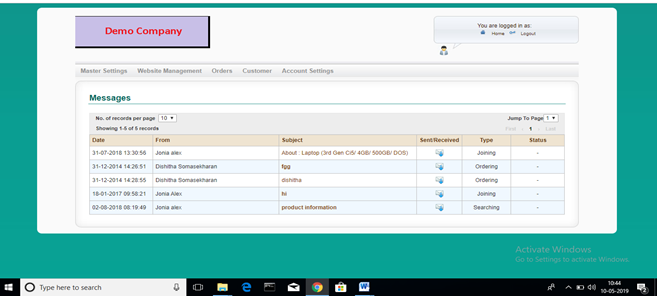 Demo Company
You are logged in as:
Home Logout
Master Settings Website Management Orders Customer Account Settings
Messages
No. of records per page 10 Jump To Page 1
Showing 1-5 of 5 records First 1 Last
Date From Subject Sent/Received Type Status
31-07-2018 13:30:56 Jonia alex About : Laptop (3rd Gen Ci5/ 4GB/ 500GB/ DOS) Joining -
31-12-2014 14:26:51 Dishitha Somasekharan fgg Ordering -
31-12-2014 14:28:55 Dishitha Somasekharan dishitha Ordering -
18-01-2017 09:58:21 Jonia Alex hi Joining -
02-08-2018 08:19:49 Jonia alex product information Searching -
Activate Windows
Go to Settings to activate Windows.
Type here to search
10:44
10-05-2019
2